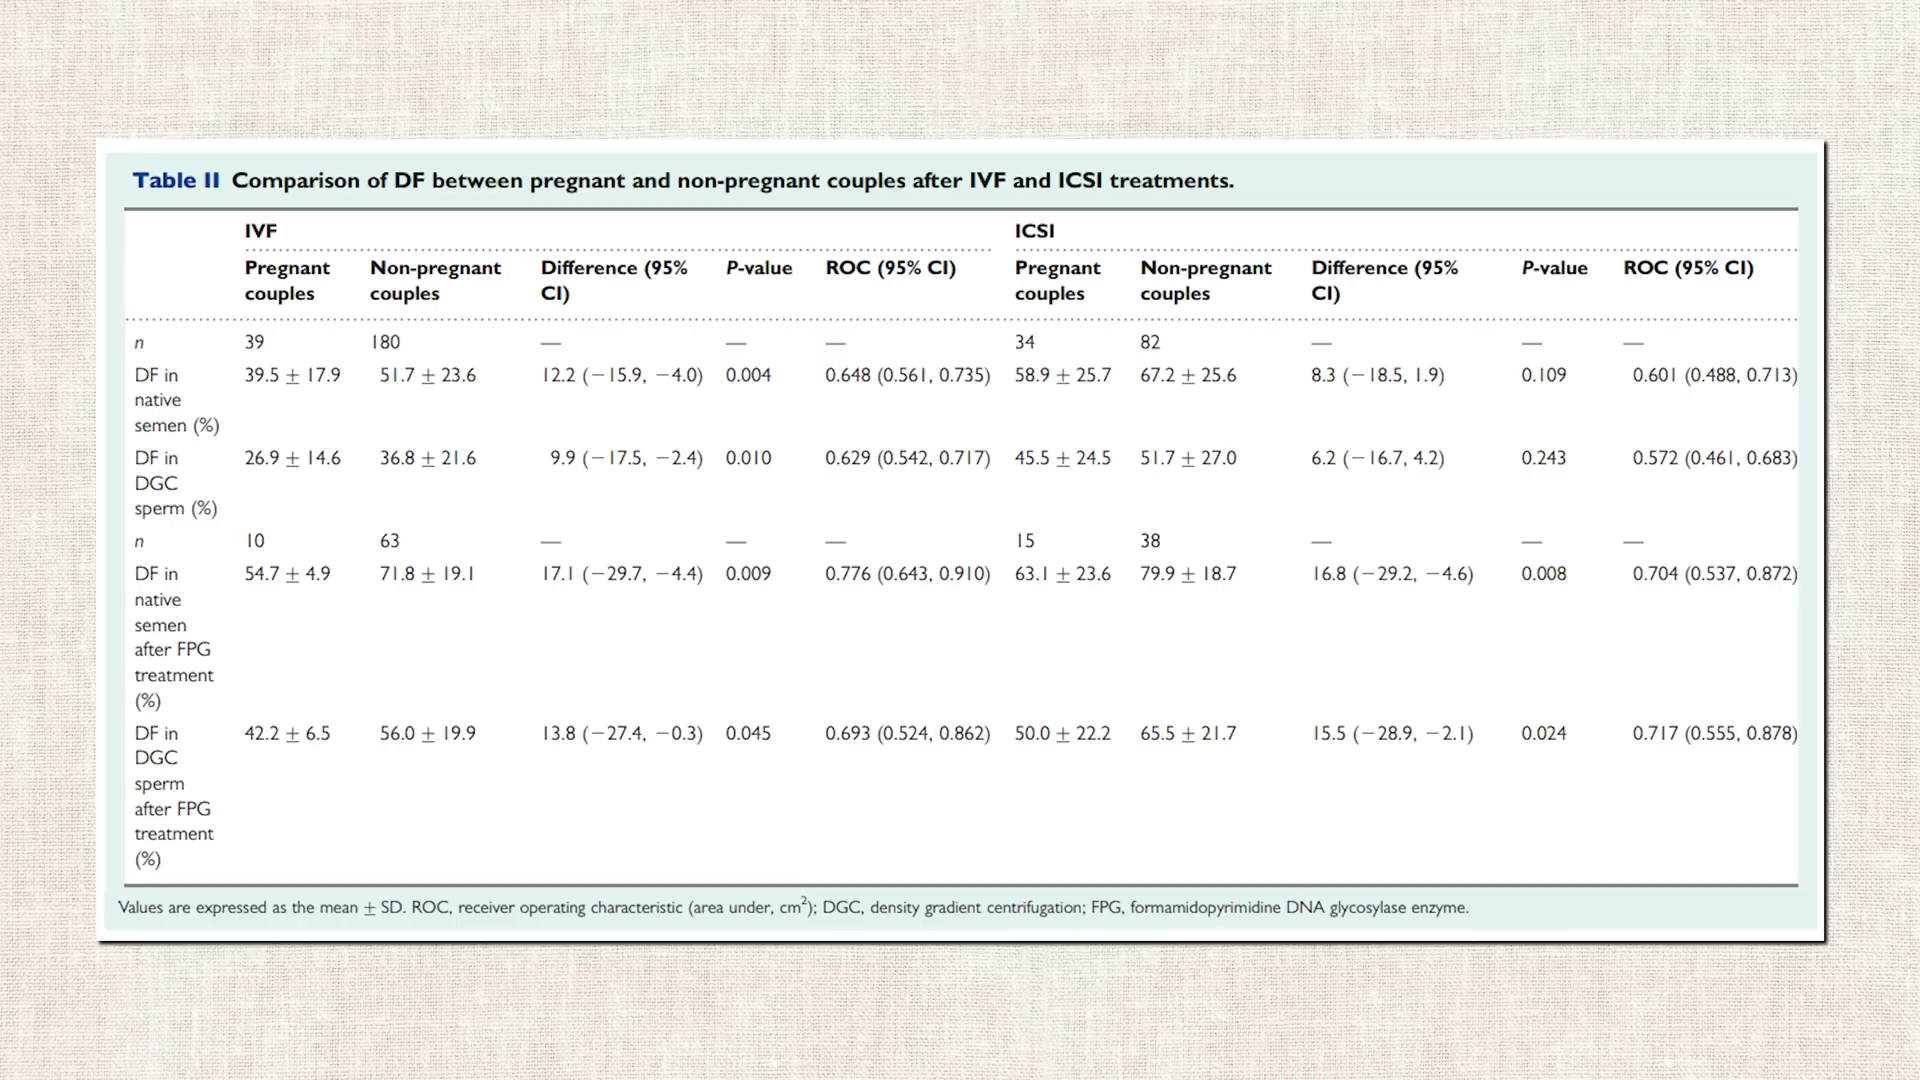 Table II Comparison of DF between pregnant and non-pregnant couples after IVF and ICSI treatments.
IVF ICSI
Pregnant Non-pregnant Difference (95% P-value ROC (95% CI) Pregnant Non-pregnant Difference (95% P-value ROC (95% CI)
couples couples CI) couples couples CI)
n 39 180 — — — 34 82 — — —
DF in 39.5 ± 17.9 51.7 ± 23.6 12.2 (−15.9, −4.0) 0.004 0.648 (0.561, 0.735) 58.9 ± 25.7 67.2 ± 25.6 8.3 (−18.5, 1.9) 0.109 0.601 (0.488, 0.713)
native
semen (%)
DF in 26.9 ± 14.6 36.8 ± 21.6 9.9 (−17.5, −2.4) 0.010 0.629 (0.542, 0.717) 45.5 ± 24.5 51.7 ± 27.0 6.2 (−16.7, 4.2) 0.243 0.572 (0.461, 0.683)
DGC
sperm (%)
n 10 63 — — — 15 38 — — —
DF in 54.7 ± 4.9 71.8 ± 19.1 17.1 (−29.7, −4.4) 0.009 0.776 (0.643, 0.910) 63.1 ± 23.6 79.9 ± 18.7 16.8 (−29.2, −4.6) 0.008 0.704 (0.537, 0.872)
native
semen
after FPG
treatment
(%)
DF in 42.2 ± 6.5 56.0 ± 19.9 13.8 (−27.4, −0.3) 0.045 0.693 (0.524, 0.862) 50.0 ± 22.2 65.5 ± 21.7 15.5 (−28.9, −2.1) 0.024 0.717 (0.555, 0.878)
DGC
sperm
after FPG
treatment
(%)
Values are expressed as the mean ± SD. ROC, receiver operating characteristic (area under, cm²); DGC, density gradient centrifugation; FPG, formamidopyrimidine DNA glycosylase enzyme.